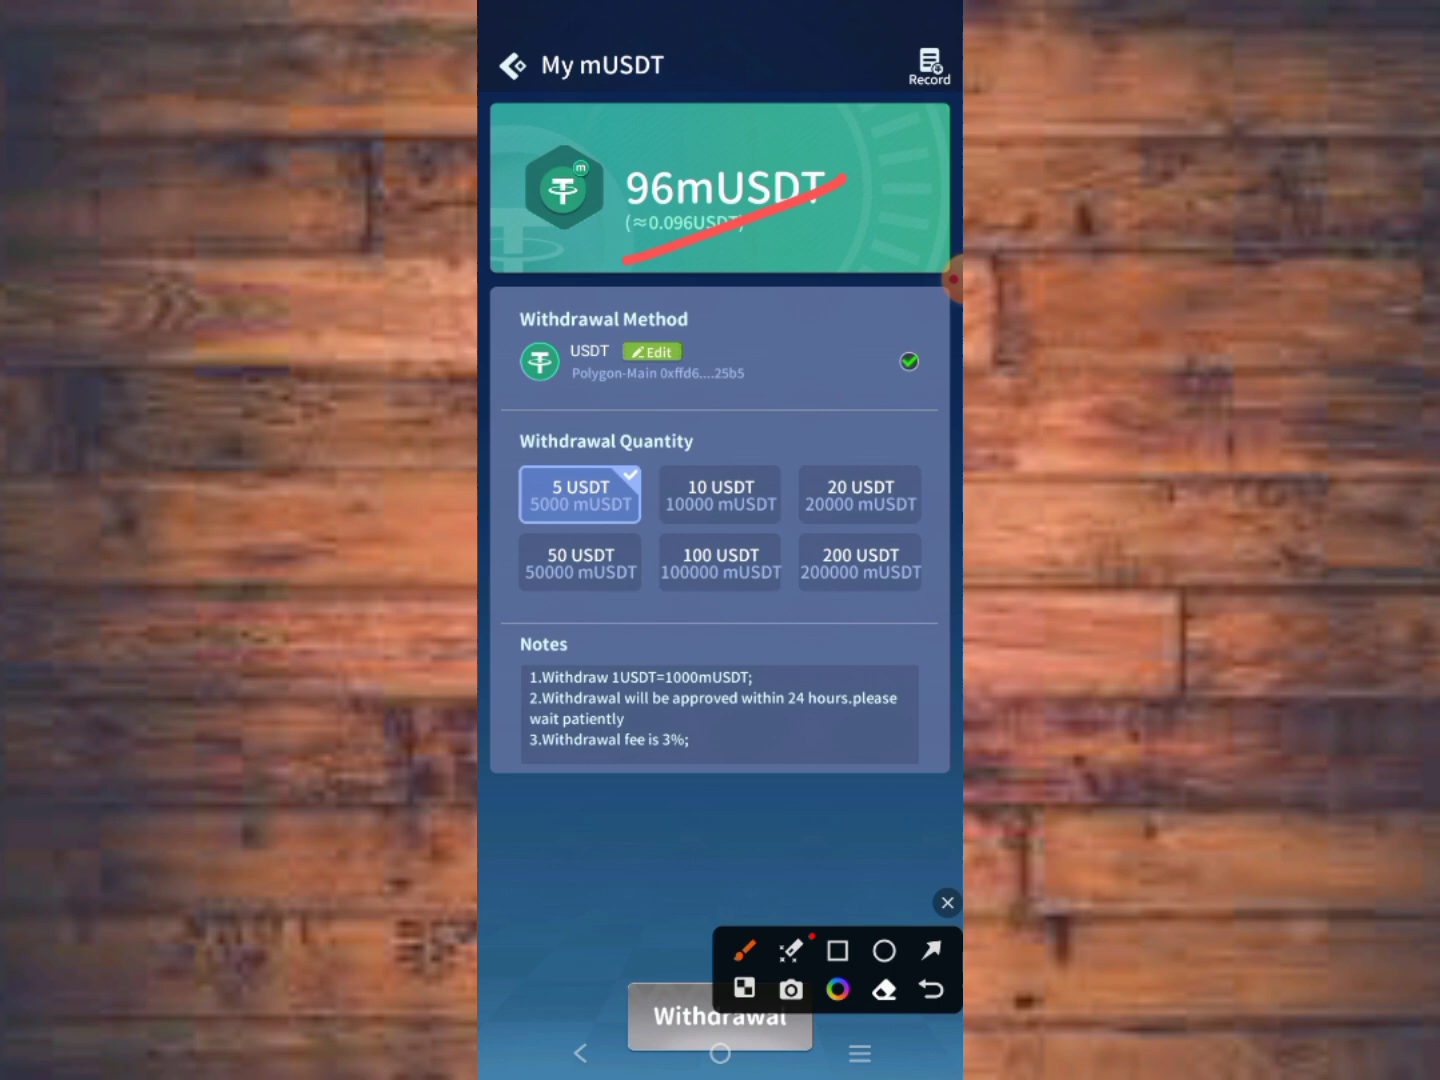 My mUSDT
Record
m
96mUSDT
(≈0.096USDT)
Withdrawal Method
USDT
Edit
Polygon-Main 0xffd6....25b5
Withdrawal Quantity
5 USDT
5000 mUSDT
10 USDT
10000 mUSDT
20 USDT
20000 mUSDT
50 USDT
50000 mUSDT
100 USDT
100000 mUSDT
200 USDT
200000 mUSDT
Notes
1.Withdraw 1USDT=1000mUSDT;
2.Withdrawal will be approved within 24 hours.please
wait patiently
3.Withdrawal fee is 3%;
Withdrawal